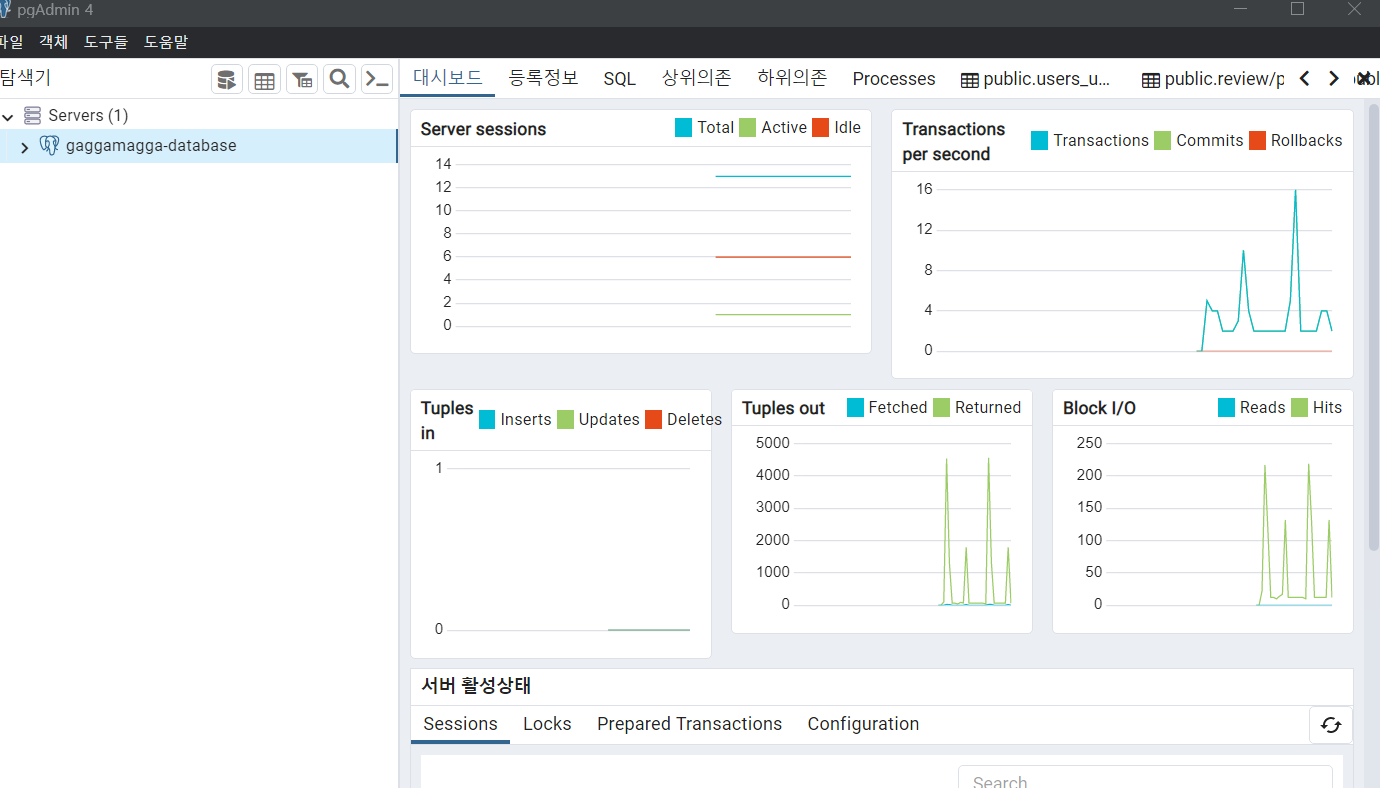 pgAdmin 4
파일 객체 도구들 도움말
탐색기
Servers (1)
gaggamagga-database
대시보드 등록정보 SQL 상위의존 하위의존 Processes public.users_u... public.review/p
Server sessions
Total Active Idle
14
12
10
8
6
4
2
0
Transactions
per second
Transactions Commits Rollbacks
16
12
8
4
0
Tuples
in
Inserts Updates Deletes
1
0
Tuples out
Fetched Returned
5000
4000
3000
2000
1000
0
Block I/O
Reads Hits
250
200
150
100
50
0
서버 활성상태
Sessions Locks Prepared Transactions Configuration
Search